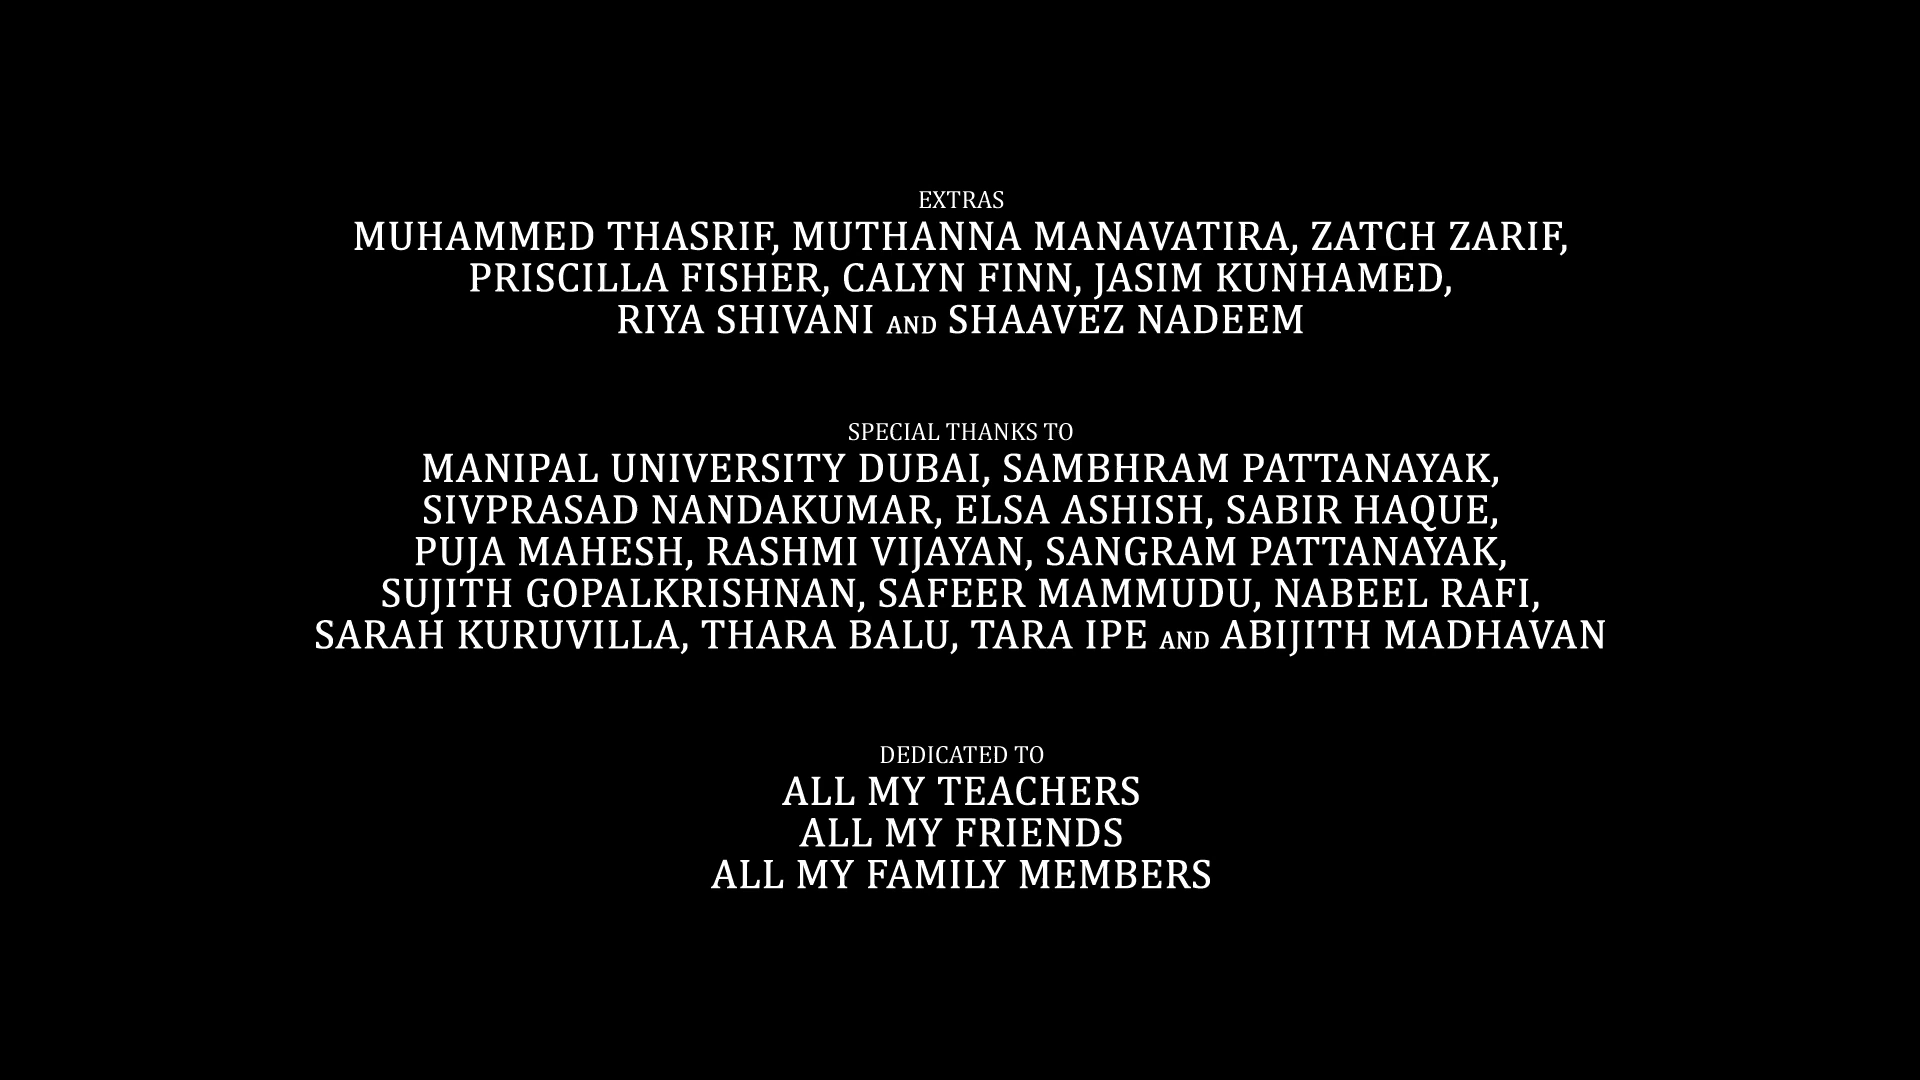 EXTRAS
MUHAMMED THASRIF, MUTHANNA MANAVATIRA, ZATCH ZARIF,
PRISCILLA FISHER, CALYN FINN, JASIM KUNHAMED,
RIYA SHIVANI AND SHAAVEZ NADEEM
SPECIAL THANKS TO
MANIPAL UNIVERSITY DUBAI, SAMBHRAM PATTANAYAK,
SIVPRASAD NANDAKUMAR, ELSA ASHISH, SABIR HAQUE,
PUJA MAHESH, RASHMI VIJAYAN, SANGRAM PATTANAYAK,
SUJITH GOPALKRISHNAN, SAFEER MAMMUDU, NABEEL RAFI,
SARAH KURUVILLA, THARA BALU, TARA IPE AND ABIJITH MADHAVAN
DEDICATED TO
ALL MY TEACHERS
ALL MY FRIENDS
ALL MY FAMILY MEMBERS